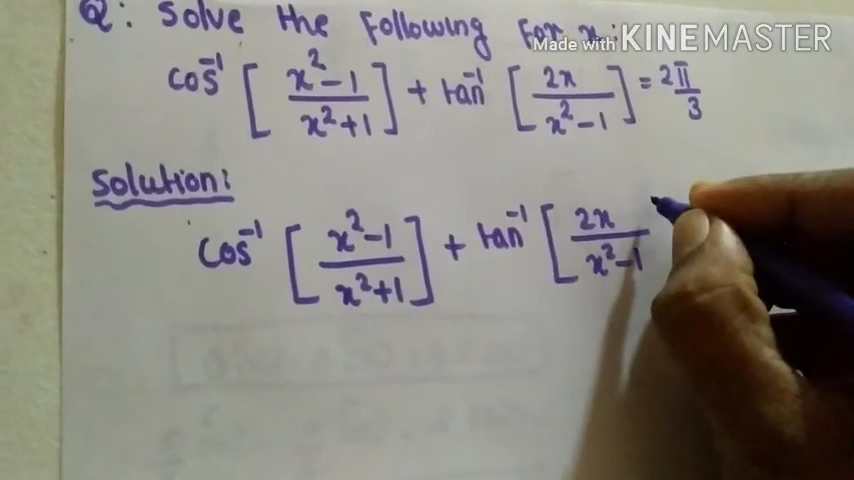 Q: Solve the Following For x:
Made with KINEMASTER
cos⁻¹ [ x²-1 / x²+1 ] + tan⁻¹ [ 2x / x²-1 ] = 2π/3
Solution:
cos⁻¹ [ x²-1 / x²+1 ] + tan⁻¹ [ 2x / x²-1